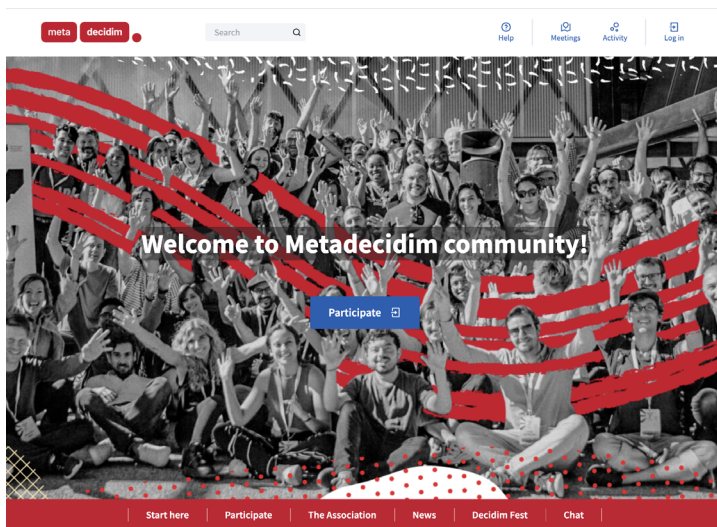 meta decidim
Search
Help
Meetings
Activity
Log in
Welcome to Metadecidim community!
Participate
Start here
Participate
The Association
News
Decidim Fest
Chat